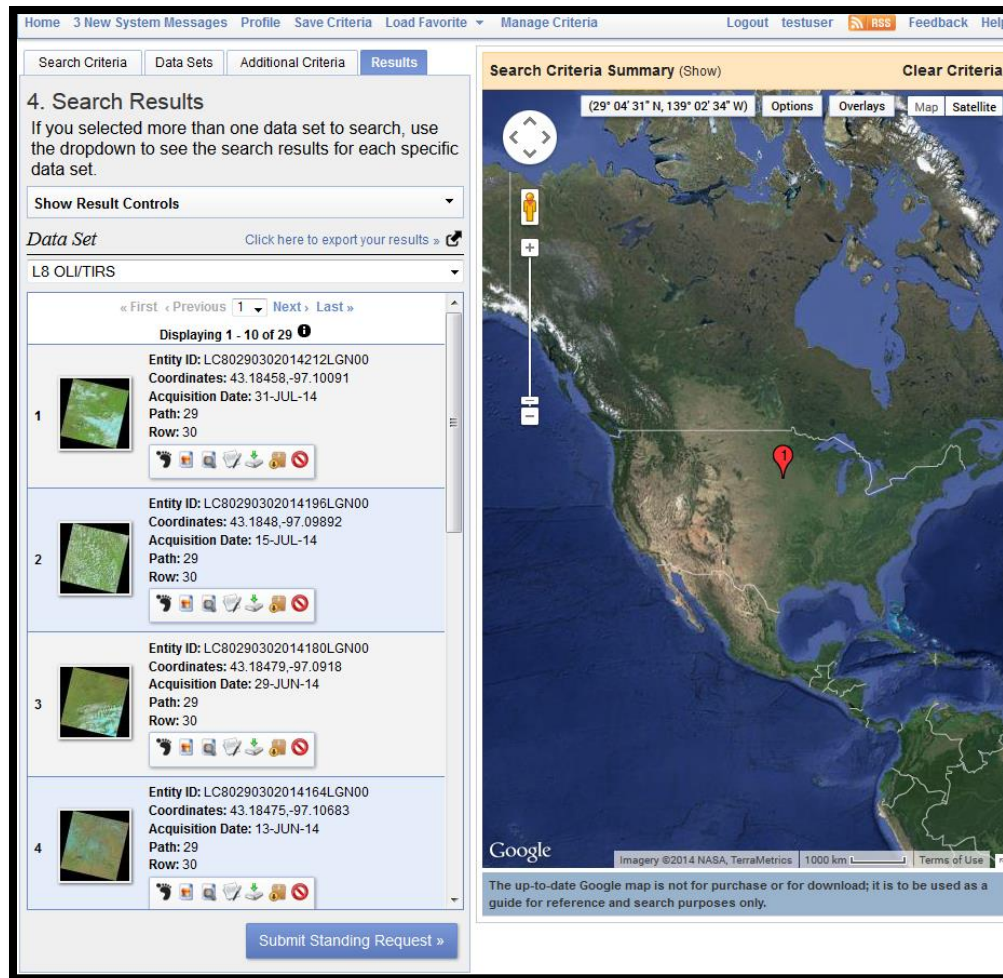 Home 3 New System Messages Profile Save Criteria Load Favorite Manage Criteria Logout testuser RSS Feedback Help
Search Criteria Data Sets Additional Criteria Results
4. Search Results
If you selected more than one data set to search, use
the dropdown to see the search results for each specific
data set.
Show Result Controls
Data Set Click here to export your results »
L8 OLI/TIRS
« First ‹ Previous 1 Next › Last »
Displaying 1 - 10 of 29
1
Entity ID: LC80290302014212LGN00
Coordinates: 43.18458,-97.10091
Acquisition Date: 31-JUL-14
Path: 29
Row: 30
2
Entity ID: LC80290302014196LGN00
Coordinates: 43.1848,-97.09892
Acquisition Date: 15-JUL-14
Path: 29
Row: 30
3
Entity ID: LC80290302014180LGN00
Coordinates: 43.18479,-97.0918
Acquisition Date: 29-JUN-14
Path: 29
Row: 30
4
Entity ID: LC80290302014164LGN00
Coordinates: 43.18475,-97.10683
Acquisition Date: 13-JUN-14
Path: 29
Row: 30
Submit Standing Request »
Search Criteria Summary (Show) Clear Criteria
(29° 04' 31" N, 139° 02' 34" W) Options Overlays Map Satellite
1
Google
Imagery ©2014 NASA, TerraMetrics 1000 km Terms of Use
The up-to-date Google map is not for purchase or for download; it is to be used as a
guide for reference and search purposes only.